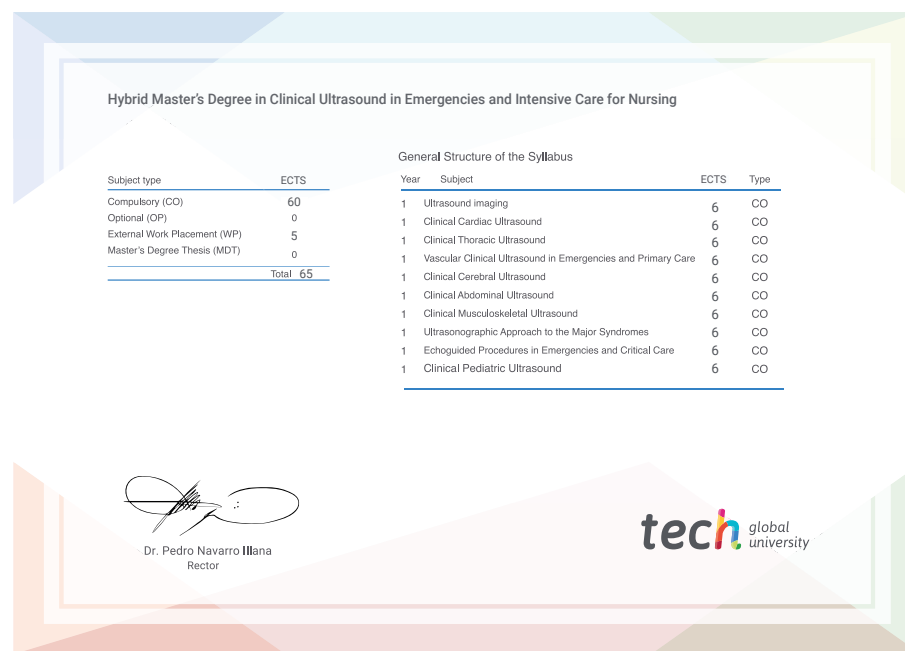 Hybrid Master's Degree in Clinical Ultrasound in Emergencies and Intensive Care for Nursing
Subject type ECTS
Compulsory (CO) 60
Optional (OP) 0
External Work Placement (WP) 5
Master's Degree Thesis (MDT) 0
Total 65
General Structure of the Syllabus
Year Subject ECTS Type
1 Ultrasound imaging 6 CO
1 Clinical Cardiac Ultrasound 6 CO
1 Clinical Thoracic Ultrasound 6 CO
1 Vascular Clinical Ultrasound in Emergencies and Primary Care 6 CO
1 Clinical Cerebral Ultrasound 6 CO
1 Clinical Abdominal Ultrasound 6 CO
1 Clinical Musculoskeletal Ultrasound 6 CO
1 Ultrasonographic Approach to the Major Syndromes 6 CO
1 Echoguided Procedures in Emergencies and Critical Care 6 CO
1 Clinical Pediatric Ultrasound 6 CO
Dr. Pedro Navarro Illana
Rector
tech global
university